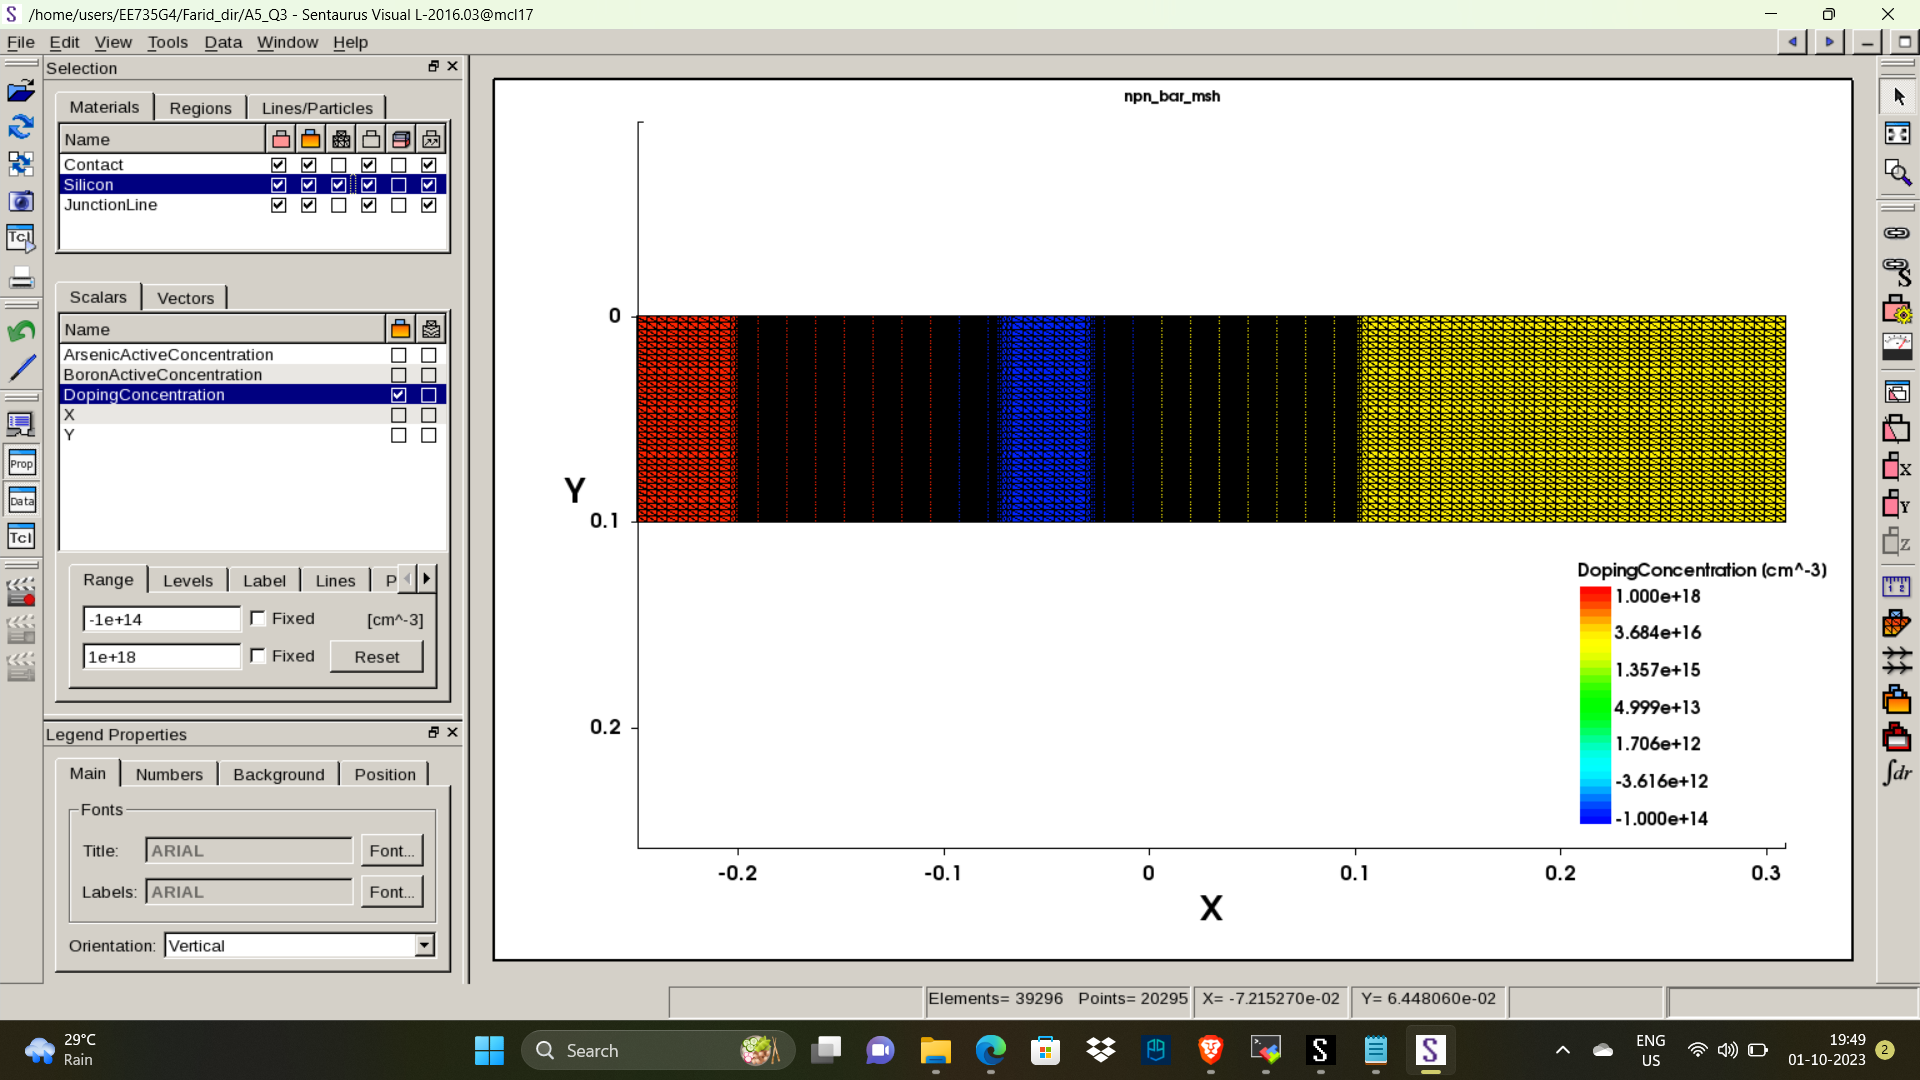 /home/users/EE735G4/Farid_dir/A5_Q3 - Sentaurus Visual L-2016.03@mcl17
File Edit View Tools Data Window Help
Selection
Materials Regions Lines/Particles
Name
Contact
Silicon
JunctionLine
Scalars Vectors
Name
ArsenicActiveConcentration
BoronActiveConcentration
DopingConcentration
X
Y
Range Levels Label Lines P
-1e+14 Fixed [cm^-3]
1e+18 Fixed Reset
Legend Properties
Main Numbers Background Position
Fonts
Title: ARIAL Font...
Labels: ARIAL Font...
Orientation: Vertical
Tcl
Prop
Data
Tcl
npn_bar_msh
0
0.1
0.2
Y
-0.2 -0.1 0 0.1 0.2 0.3
X
DopingConcentration (cm^-3)
1.000e+18
3.684e+16
1.357e+15
4.999e+13
1.706e+12
-3.616e+12
-1.000e+14
S
X
Y
Z
1 2
∫dr
Elements= 39296 Points= 20295 X= -7.215270e-02 Y= 6.448060e-02
29°C
Rain
Search
ENG
US
19:49
01-10-2023
2